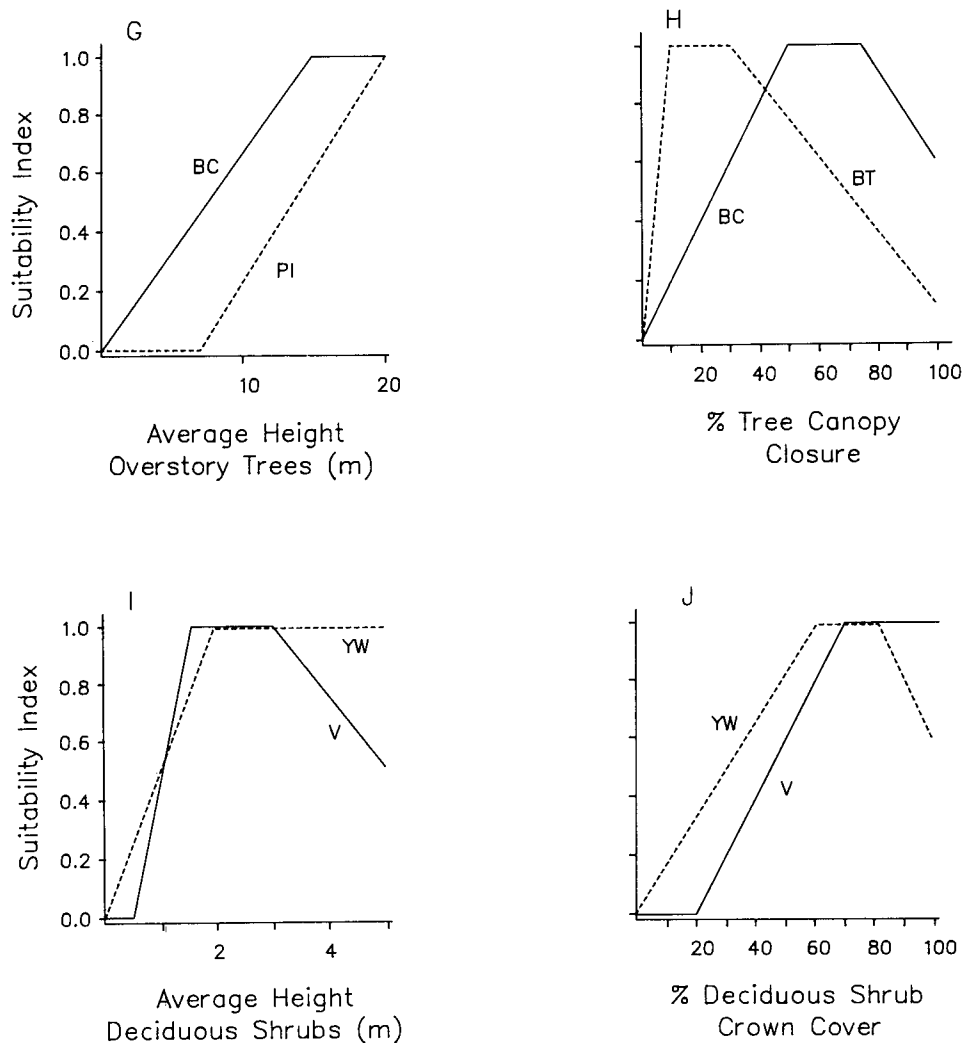 G
1.0
0.8
0.6
0.4
0.2
0.0
Suitability Index
BC
PI
10
20
Average Height
Overstory Trees (m)
H
BC
BT
20
40
60
80
100
% Tree Canopy
Closure
I
1.0
0.8
0.6
0.4
0.2
0.0
Suitability Index
YW
V
2
4
Average Height
Deciduous Shrubs (m)
J
YW
V
20
40
60
80
100
% Deciduous Shrub
Crown Cover